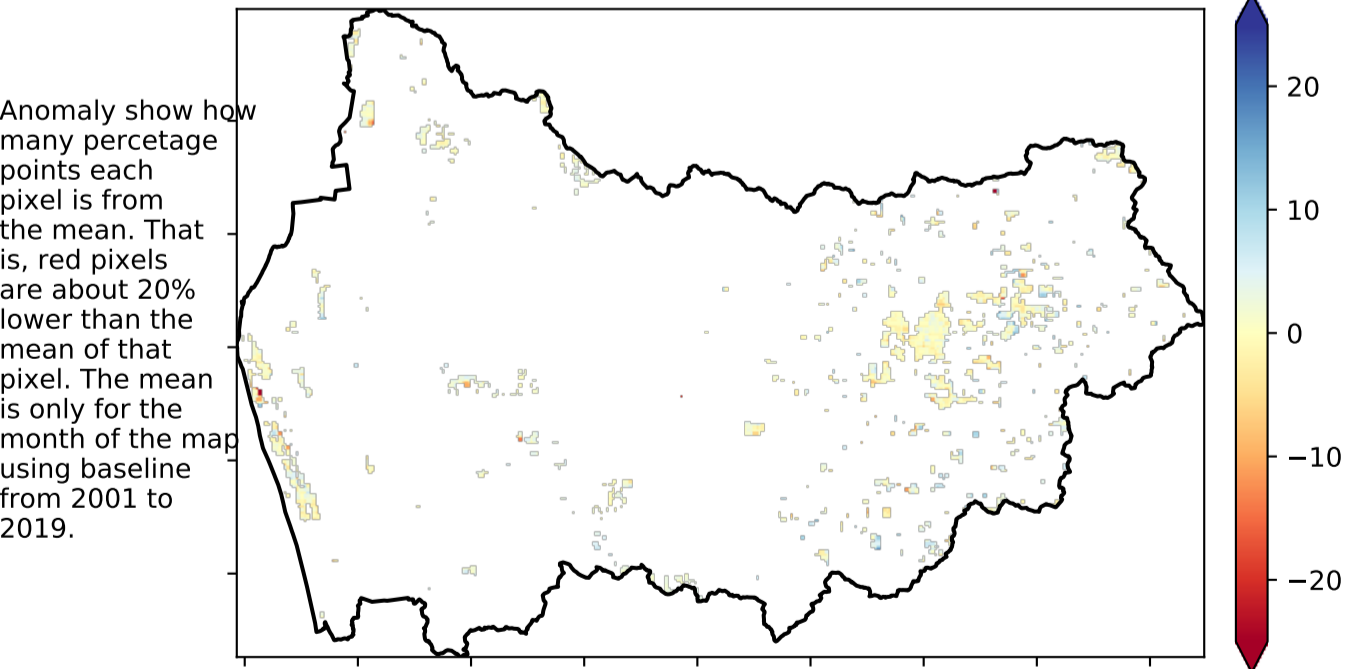 Anomaly show how
many percetage
points each
pixel is from
the mean. That
is, red pixels
are about 20%
lower than the
mean of that
pixel. The mean
is only for the
month of the map
using baseline
from 2001 to
2019.
20
10
0
−10
−20